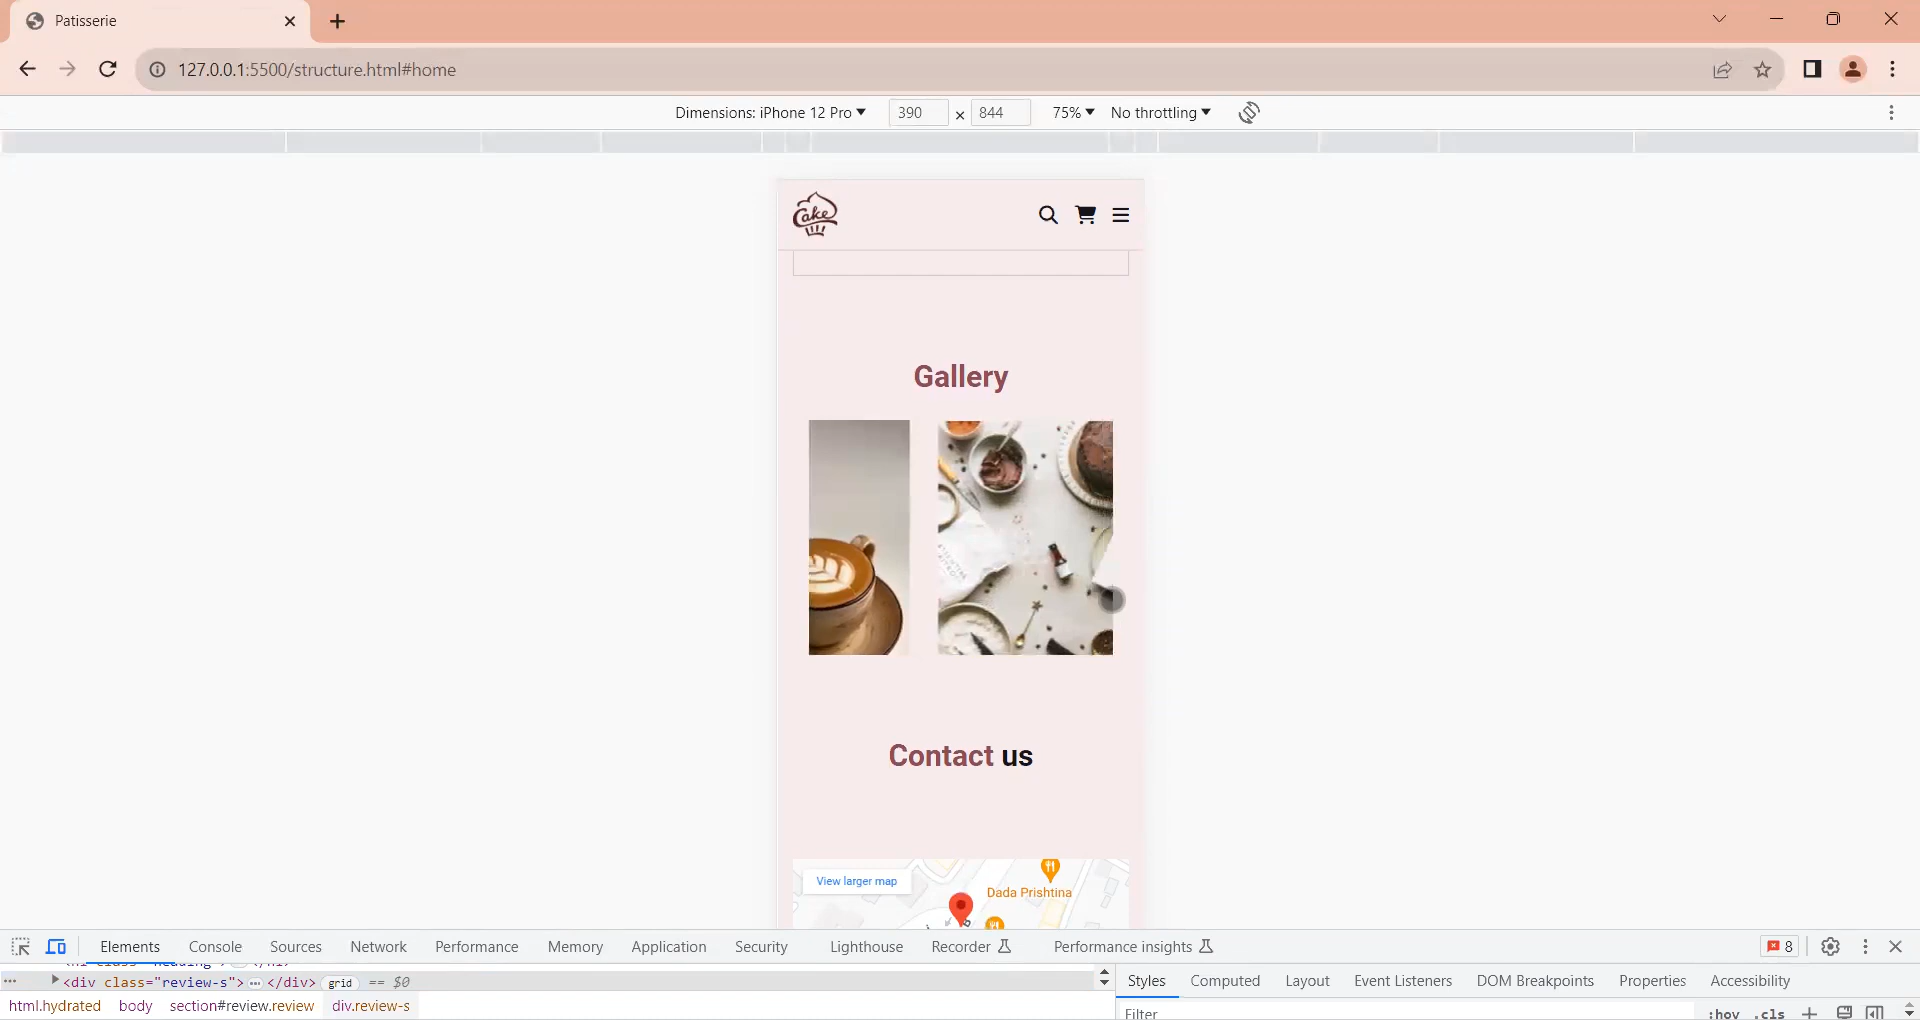 Patisserie
127.0.0.1:5500/structure.html#home
Dimensions: iPhone 12 Pro 390 × 844 75% No throttling
Cake
Gallery
Contact us
View larger map
Dada Prishtina
Elements Console Sources Network Performance Memory Application Security Lighthouse Recorder Performance insights 8
<div class="review-s"> … </div> grid == $0
html.hydrated body section#review.review div.review-s
Styles Computed Layout Event Listeners DOM Breakpoints Properties Accessibility
Filter :hov .cls